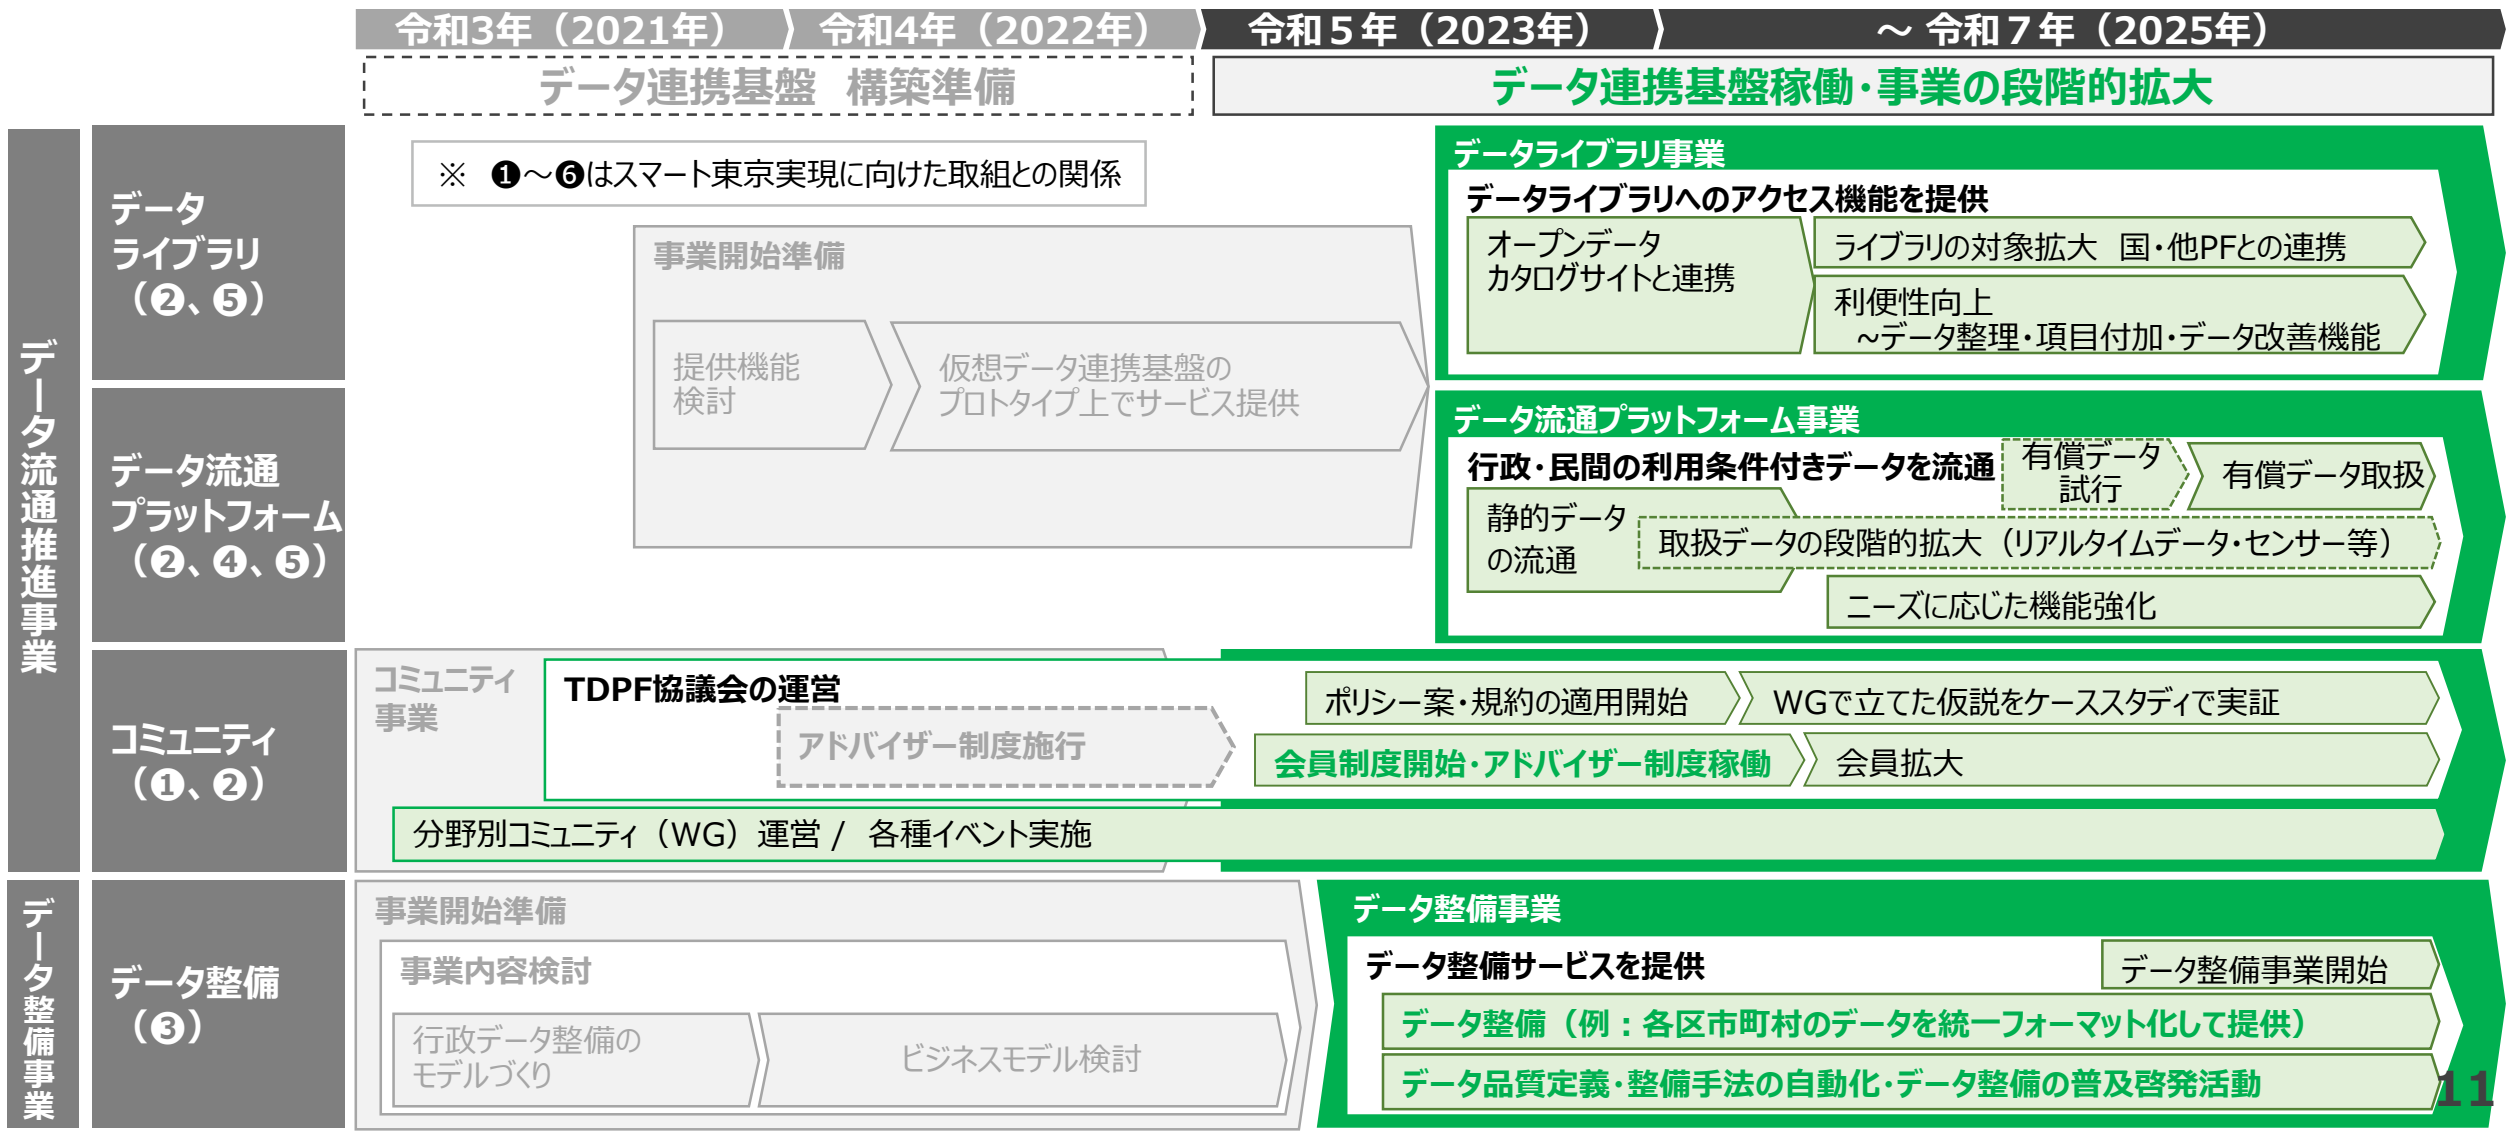 令和3年（2021年）
令和4年（2022年）
令和５年（2023年）
～ 令和７年（2025年）
データ連携基盤　構築準備
データ連携基盤稼働・事業の段階的拡大
※　❶～❻はスマート東京実現に向けた取組との関係
データ流通推進事業
データ
ライブラリ
（❷、❺）
事業開始準備
提供機能
検討
仮想データ連携基盤の
プロトタイプ上でサービス提供
データライブラリ事業
データライブラリへのアクセス機能を提供
オープンデータ
カタログサイトと連携
ライブラリの対象拡大　国・他PFとの連携
利便性向上
~データ整理・項目付加・データ改善機能
データ流通
プラットフォーム
（❷、❹、❺）
データ流通プラットフォーム事業
行政・民間の利用条件付きデータを流通
有償データ
試行
有償データ取扱
静的データ
の流通
取扱データの段階的拡大（リアルタイムデータ・センサー等）
ニーズに応じた機能強化
コミュニティ
（❶、❷）
コミュニティ
事業
TDPF協議会の運営
アドバイザー制度施行
ポリシー案・規約の適用開始
WGで立てた仮説をケーススタディで実証
会員制度開始・アドバイザー制度稼働
会員拡大
分野別コミュニティ（WG）運営 /　各種イベント実施
データ整備事業
データ整備
（❸）
事業開始準備
事業内容検討
行政データ整備の
モデルづくり
ビジネスモデル検討
データ整備事業
データ整備サービスを提供
データ整備事業開始
データ整備（例：各区市町村のデータを統一フォーマット化して提供）
データ品質定義・整備手法の自動化・データ整備の普及啓発活動
11